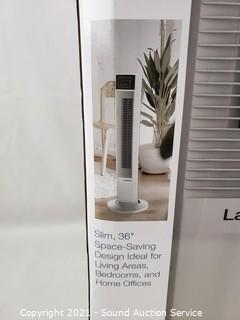 Slim, 36"
Space-Saving
Design Ideal for
Living Areas,
Bedrooms, and
Home Offices
La
Copyright 2021 - Sound Auction Service